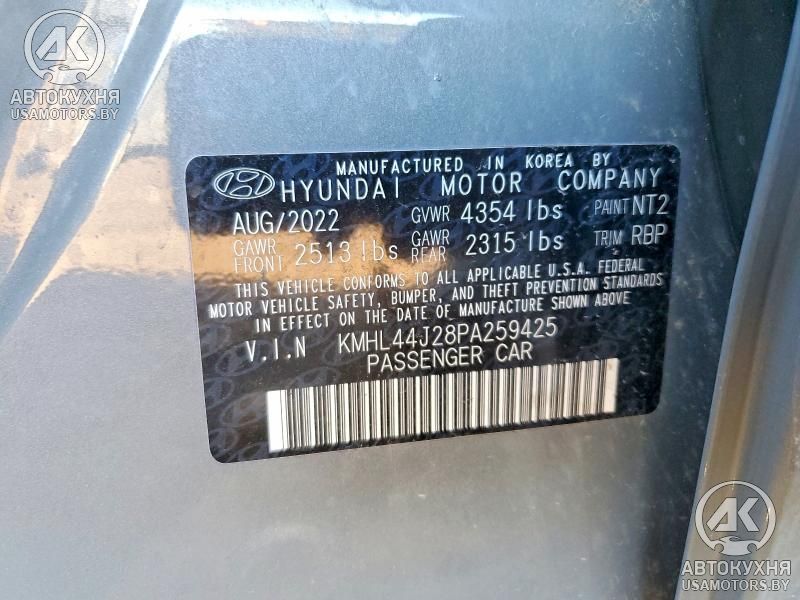 AK
АВТОКУХНЯ
USAMOTORS.BY
MANUFACTURED IN KOREA BY
HYUNDAI MOTOR COMPANY
AUG/2022 GVWR 4354 lbs PAINT NT2
GAWR FRONT 2513 lbs GAWR REAR 2315 lbs TRIM RBP
THIS VEHICLE CONFORMS TO ALL APPLICABLE U.S.A. FEDERAL
MOTOR VEHICLE SAFETY, BUMPER, AND THEFT PREVENTION STANDARDS
IN EFFECT ON THE DATE OF MANUFACTURE SHOWN ABOVE
V.I.N KMHL44J28PA259425
PASSENGER CAR
AK
АВТОКУХНЯ
USAMOTORS.BY